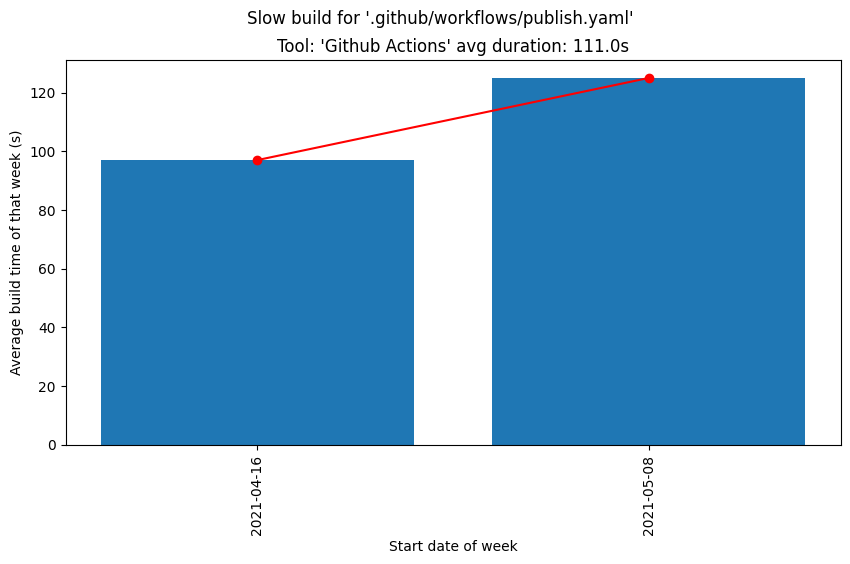 Slow build for '.github/workflows/publish.yaml'
Tool: 'Github Actions' avg duration: 111.0s
Average build time of that week (s)
120
100
80
60
40
20
0
2021-04-16
2021-05-08
Start date of week